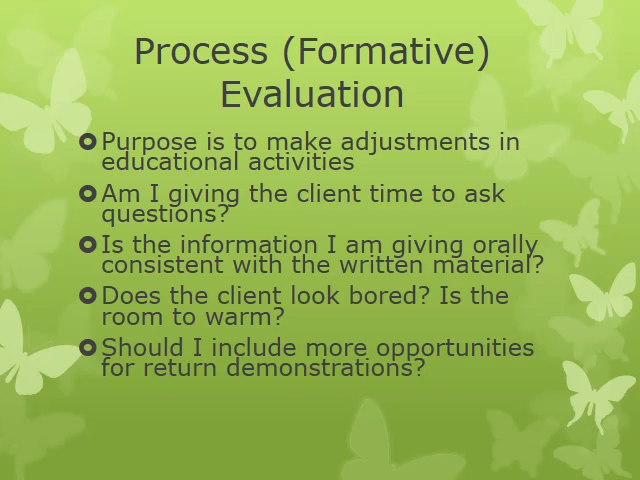 Process (Formative)
Evaluation
Purpose is to make adjustments in
educational activities
Am I giving the client time to ask
questions?
Is the information I am giving orally
consistent with the written material?
Does the client look bored? Is the
room to warm?
Should I include more opportunities
for return demonstrations?